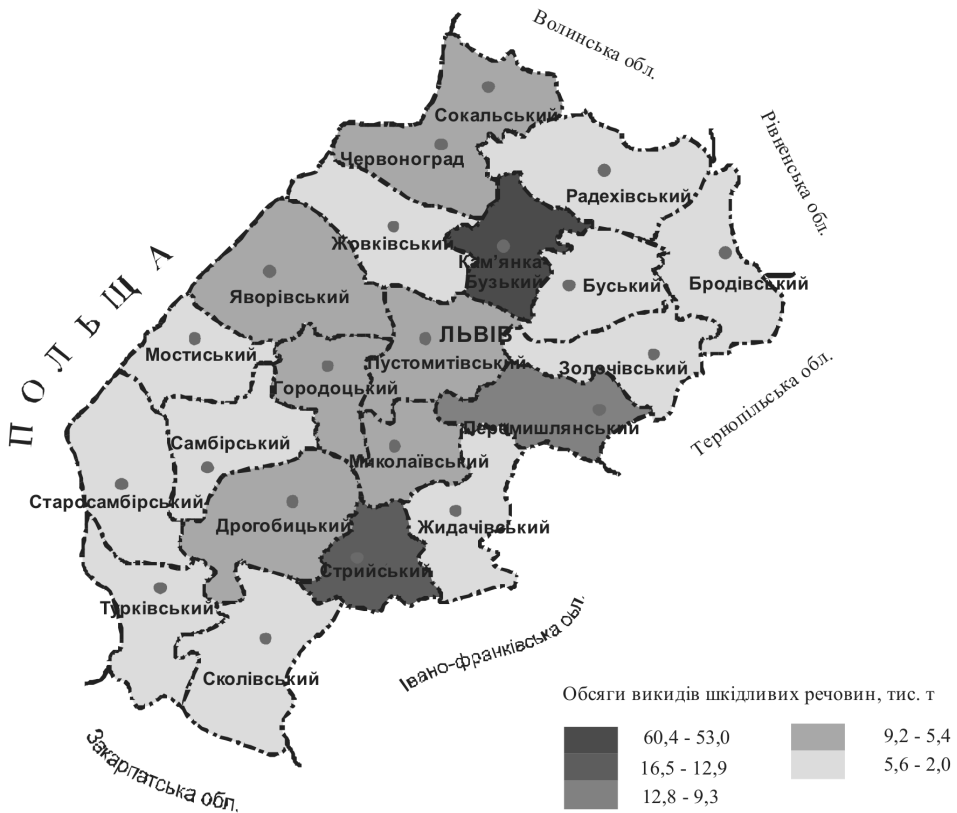 Волинська обл.
Рівненська обл.
Сокальський
Червоноград
Радехівський
Жовківський
Кам'янка-
Бузький
Буський
Бродівський
ПОЛЬЩА
Яворівський
ЛЬВІВ
Мостиський
Пустомитівський
Золочівський
Городоцький
Тернопільська обл.
Перемишлянський
Самбірський
Миколаївський
Старосамбірський
Дрогобицький
Жидачівський
Стрийський
Турківський
Івано-франківська обл.
Сколівський
Закарпатська обл.
Обсяги викидів шкідливих речовин, тис. т
60,4 - 53,0
16,5 - 12,9
12,8 - 9,3
9,2 - 5,4
5,6 - 2,0